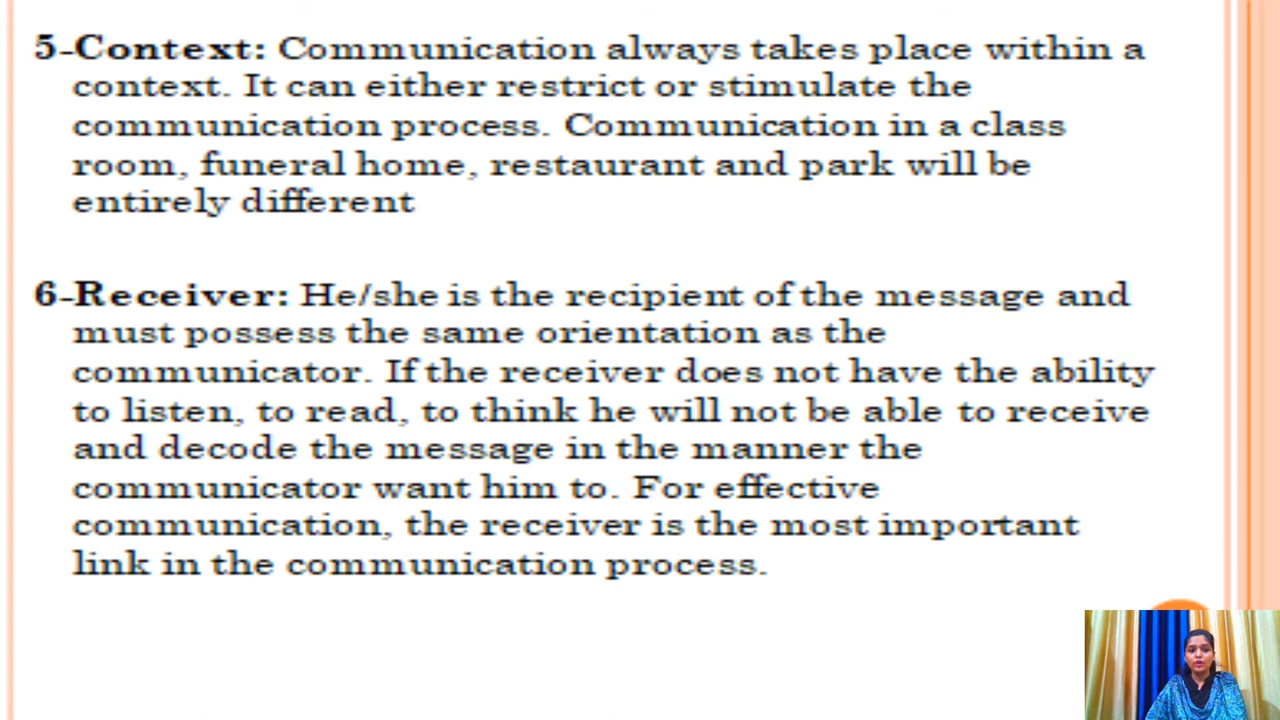 5-Context: Communication always takes place within a
context. It can either restrict or stimulate the
communication process. Communication in a class
room, funeral home, restaurant and park will be
entirely different
6-Receiver: He/she is the recipient of the message and
must possess the same orientation as the
communicator. If the receiver does not have the ability
to listen, to read, to think he will not be able to receive
and decode the message in the manner the
communicator want him to. For effective
communication, the receiver is the most important
link in the communication process.